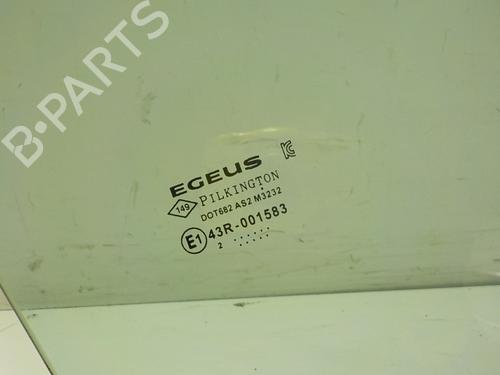 B-PARTS
EGEUS
149 PILKINGTON
DOT682 AS2 M3232
E1 43R-001583
2